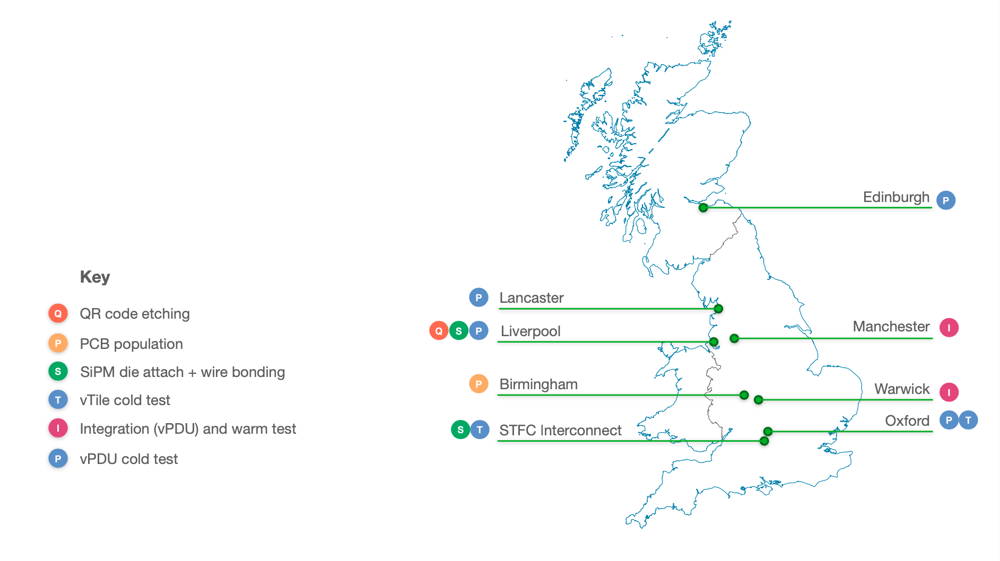 Edinburgh P
P Lancaster
Q S P Liverpool
Manchester I
P Birmingham
Warwick I
S T STFC Interconnect
Oxford P T
Key
Q QR code etching
P PCB population
S SiPM die attach + wire bonding
T vTile cold test
I Integration (vPDU) and warm test
P vPDU cold test